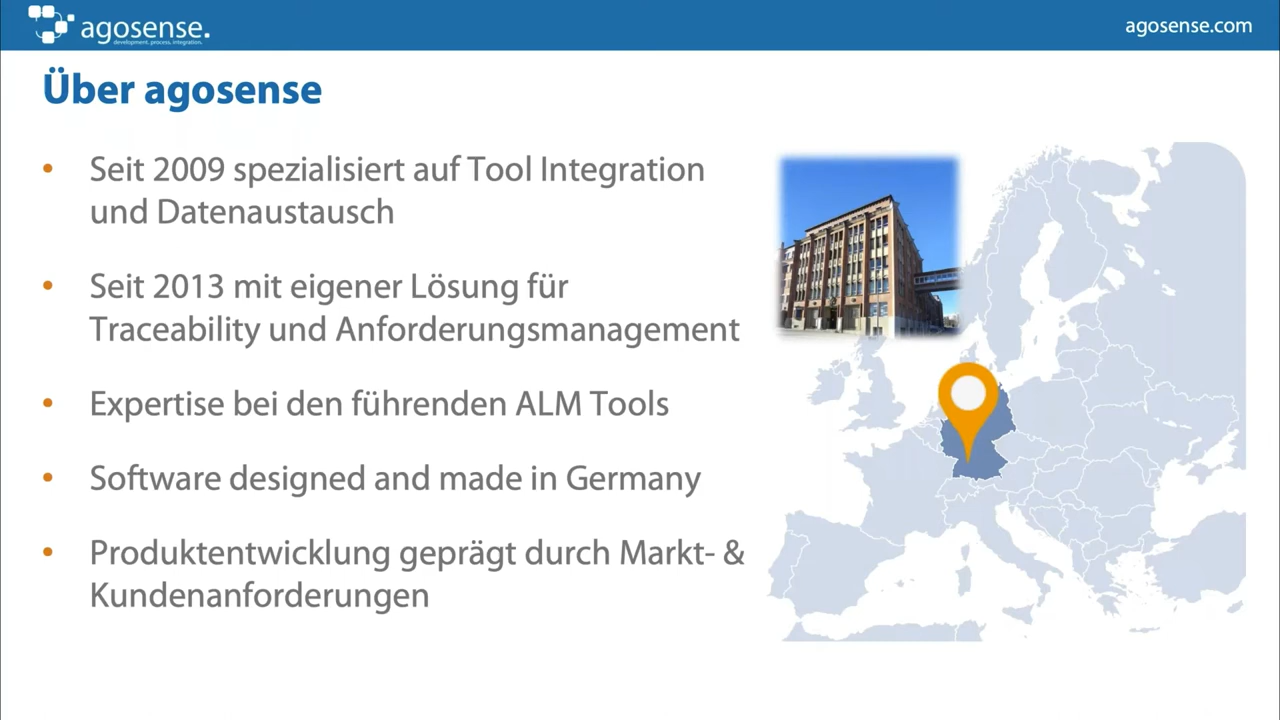 agosense.
development. process. integration.
agosense.com
Über agosense
• Seit 2009 spezialisiert auf Tool Integration
und Datenaustausch
• Seit 2013 mit eigener Lösung für
Traceability und Anforderungsmanagement
• Expertise bei den führenden ALM Tools
• Software designed and made in Germany
• Produktentwicklung geprägt durch Markt- &
Kundenanforderungen